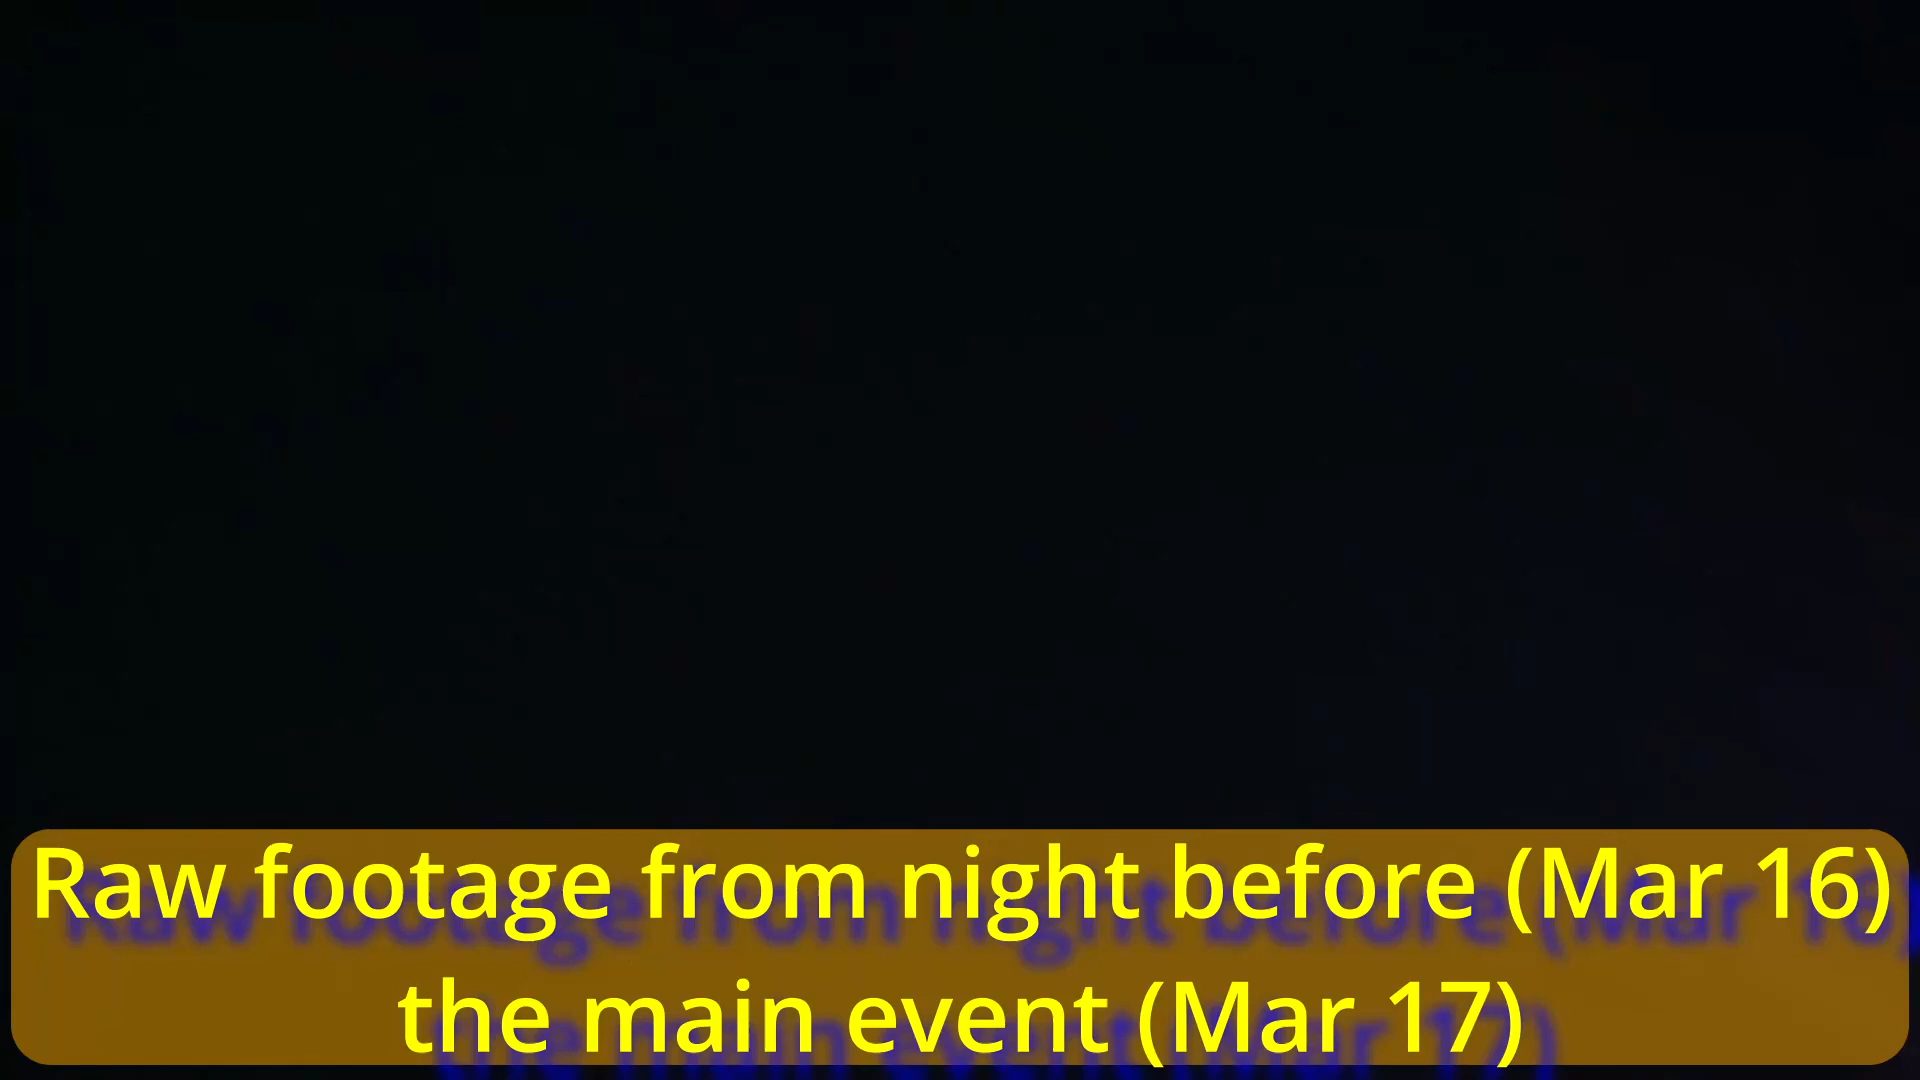 Raw footage from night before (Mar 16)
the main event (Mar 17)